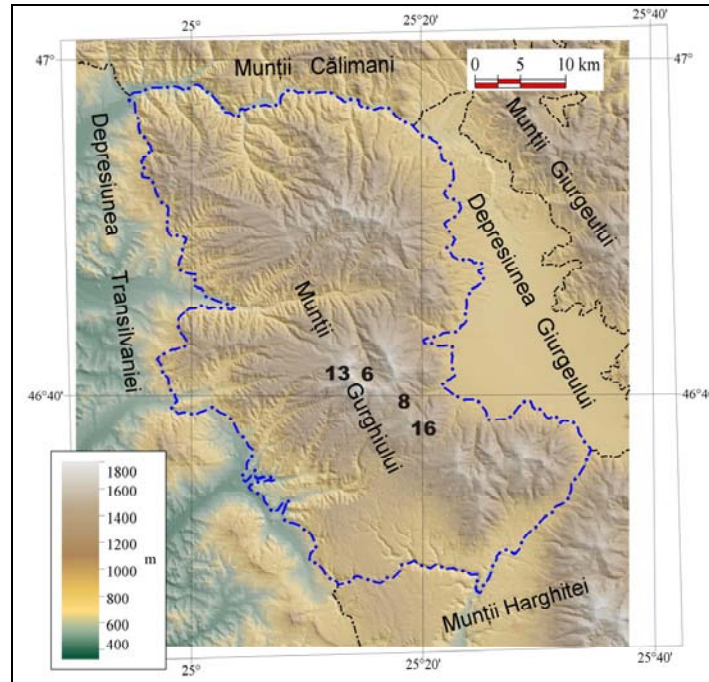 25°
25°20'
25°40'
47°
Munții Călimani
0 5 10 km
Depresiunea Transilvaniei
Munții Giurgeului
Depresiunea Giurgeului
Munții Gurghiului
13 6
46°40'
8
16
1800
1600
1400
1200
m
1000
800
600
400
Munții Harghitei
25°
25°20'
25°40'